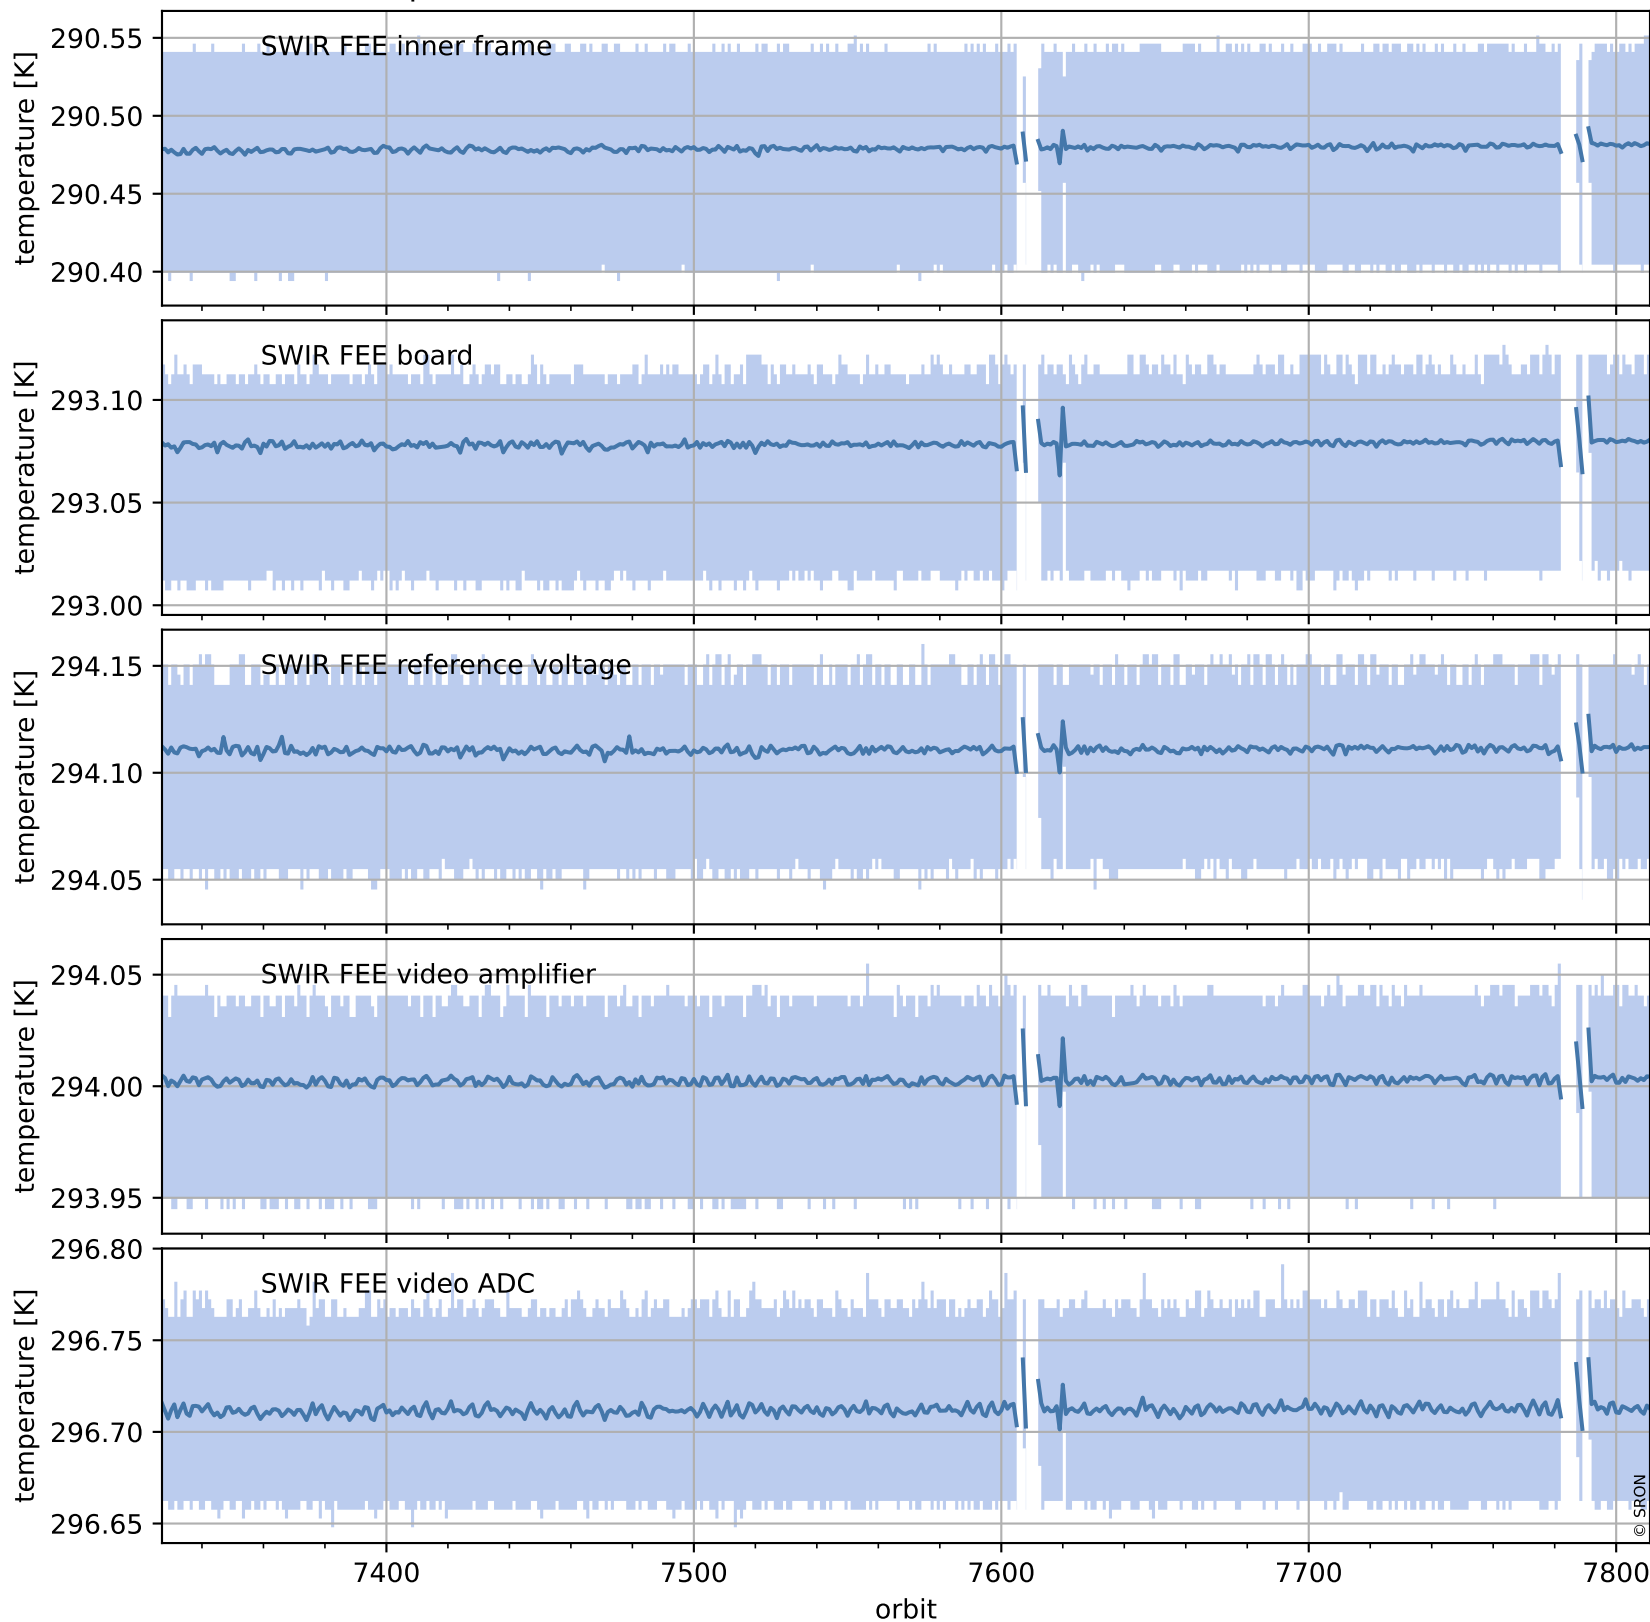 SWIR FEE inner frame
temperature [K]
290.55
290.50
290.45
290.40
SWIR FEE board
temperature [K]
293.10
293.05
293.00
SWIR FEE reference voltage
temperature [K]
294.15
294.10
294.05
SWIR FEE video amplifier
temperature [K]
294.05
294.00
293.95
SWIR FEE video ADC
temperature [K]
296.80
296.75
296.70
296.65
7400 7500 7600 7700 7800
orbit
© SRON